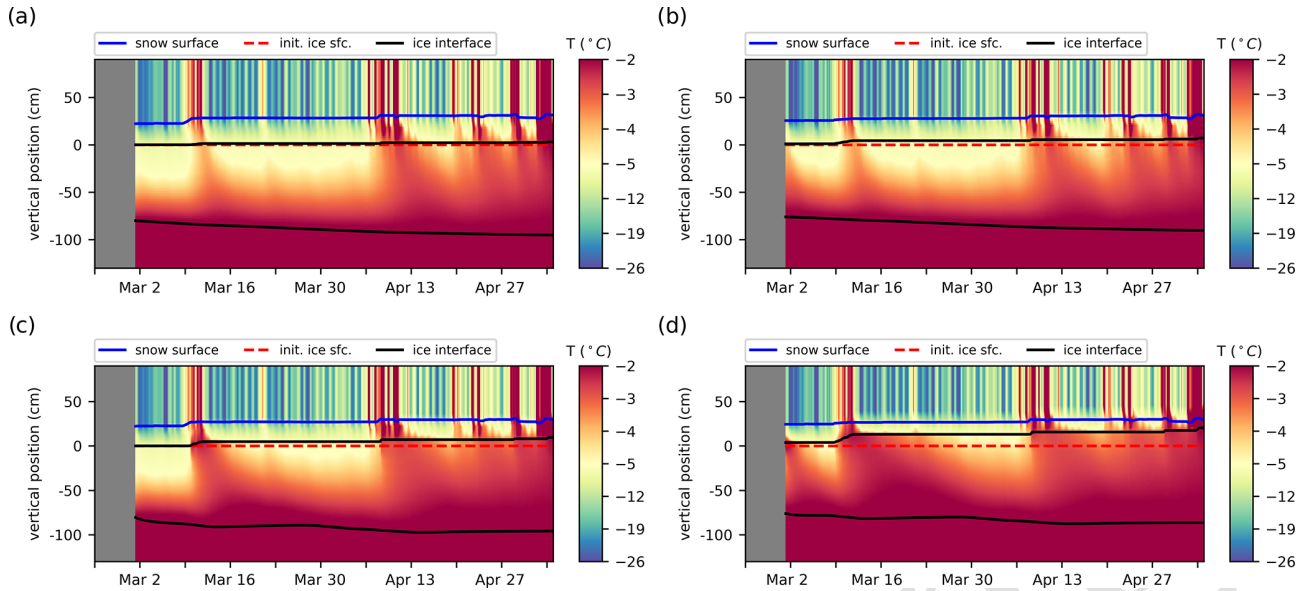 (a)
snow surface
init. ice sfc.
ice interface
T (°C)
vertical position (cm)
50
0
-50
-100
Mar 2
Mar 16
Mar 30
Apr 13
Apr 27
−2
−3
−4
−5
−12
−19
−26
(b)
snow surface
init. ice sfc.
ice interface
T (°C)
vertical position (cm)
50
0
-50
-100
Mar 2
Mar 16
Mar 30
Apr 13
Apr 27
−2
−3
−4
−5
−12
−19
−26
(c)
snow surface
init. ice sfc.
ice interface
T (°C)
vertical position (cm)
50
0
-50
-100
Mar 2
Mar 16
Mar 30
Apr 13
Apr 27
−2
−3
−4
−5
−12
−19
−26
(d)
snow surface
init. ice sfc.
ice interface
T (°C)
vertical position (cm)
50
0
-50
-100
Mar 2
Mar 16
Mar 30
Apr 13
Apr 27
−2
−3
−4
−5
−12
−19
−26